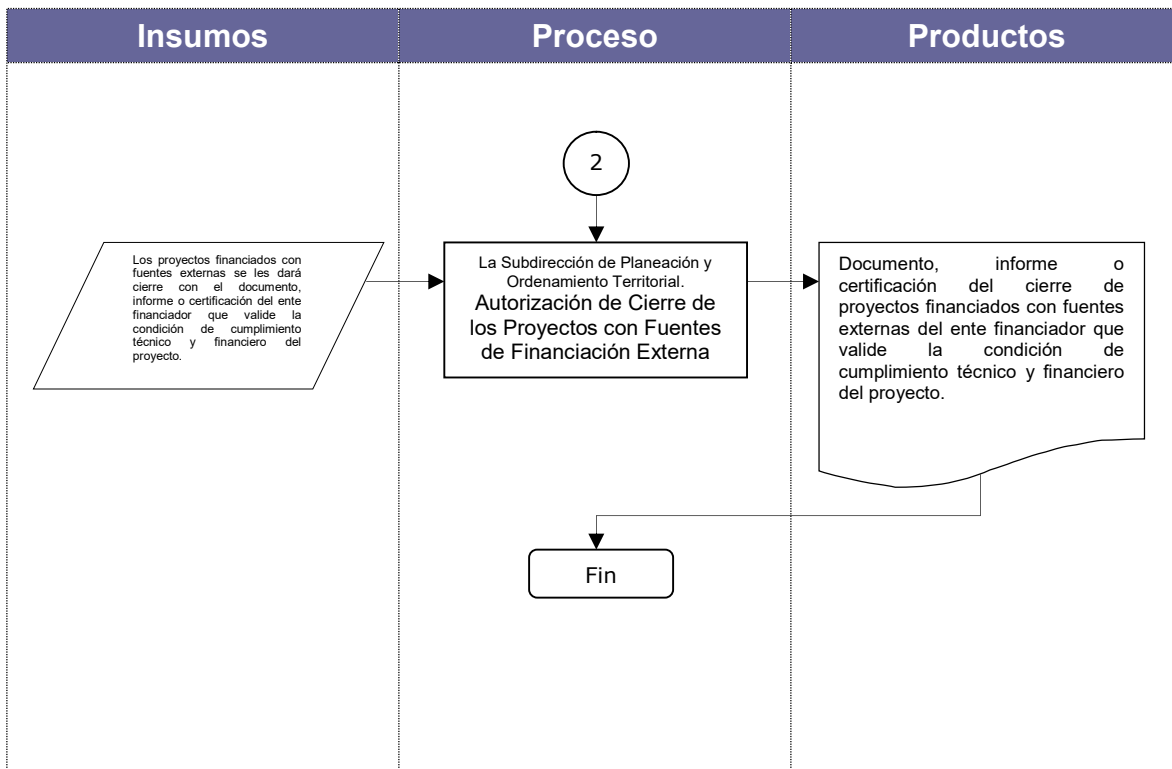 Insumos
Proceso
Productos
2
Los proyectos financiados con
fuentes externas se les dará
cierre con el documento,
informe o certificación del ente
financiador que valide la
condición de cumplimiento
técnico y financiero del
proyecto.
La Subdirección de Planeación y
Ordenamiento Territorial.
Autorización de Cierre de
los Proyectos con Fuentes
de Financiación Externa
Documento, informe o
certificación del cierre de
proyectos financiados con fuentes
externas del ente financiador que
valide la condición de
cumplimiento técnico y financiero
del proyecto.
Fin